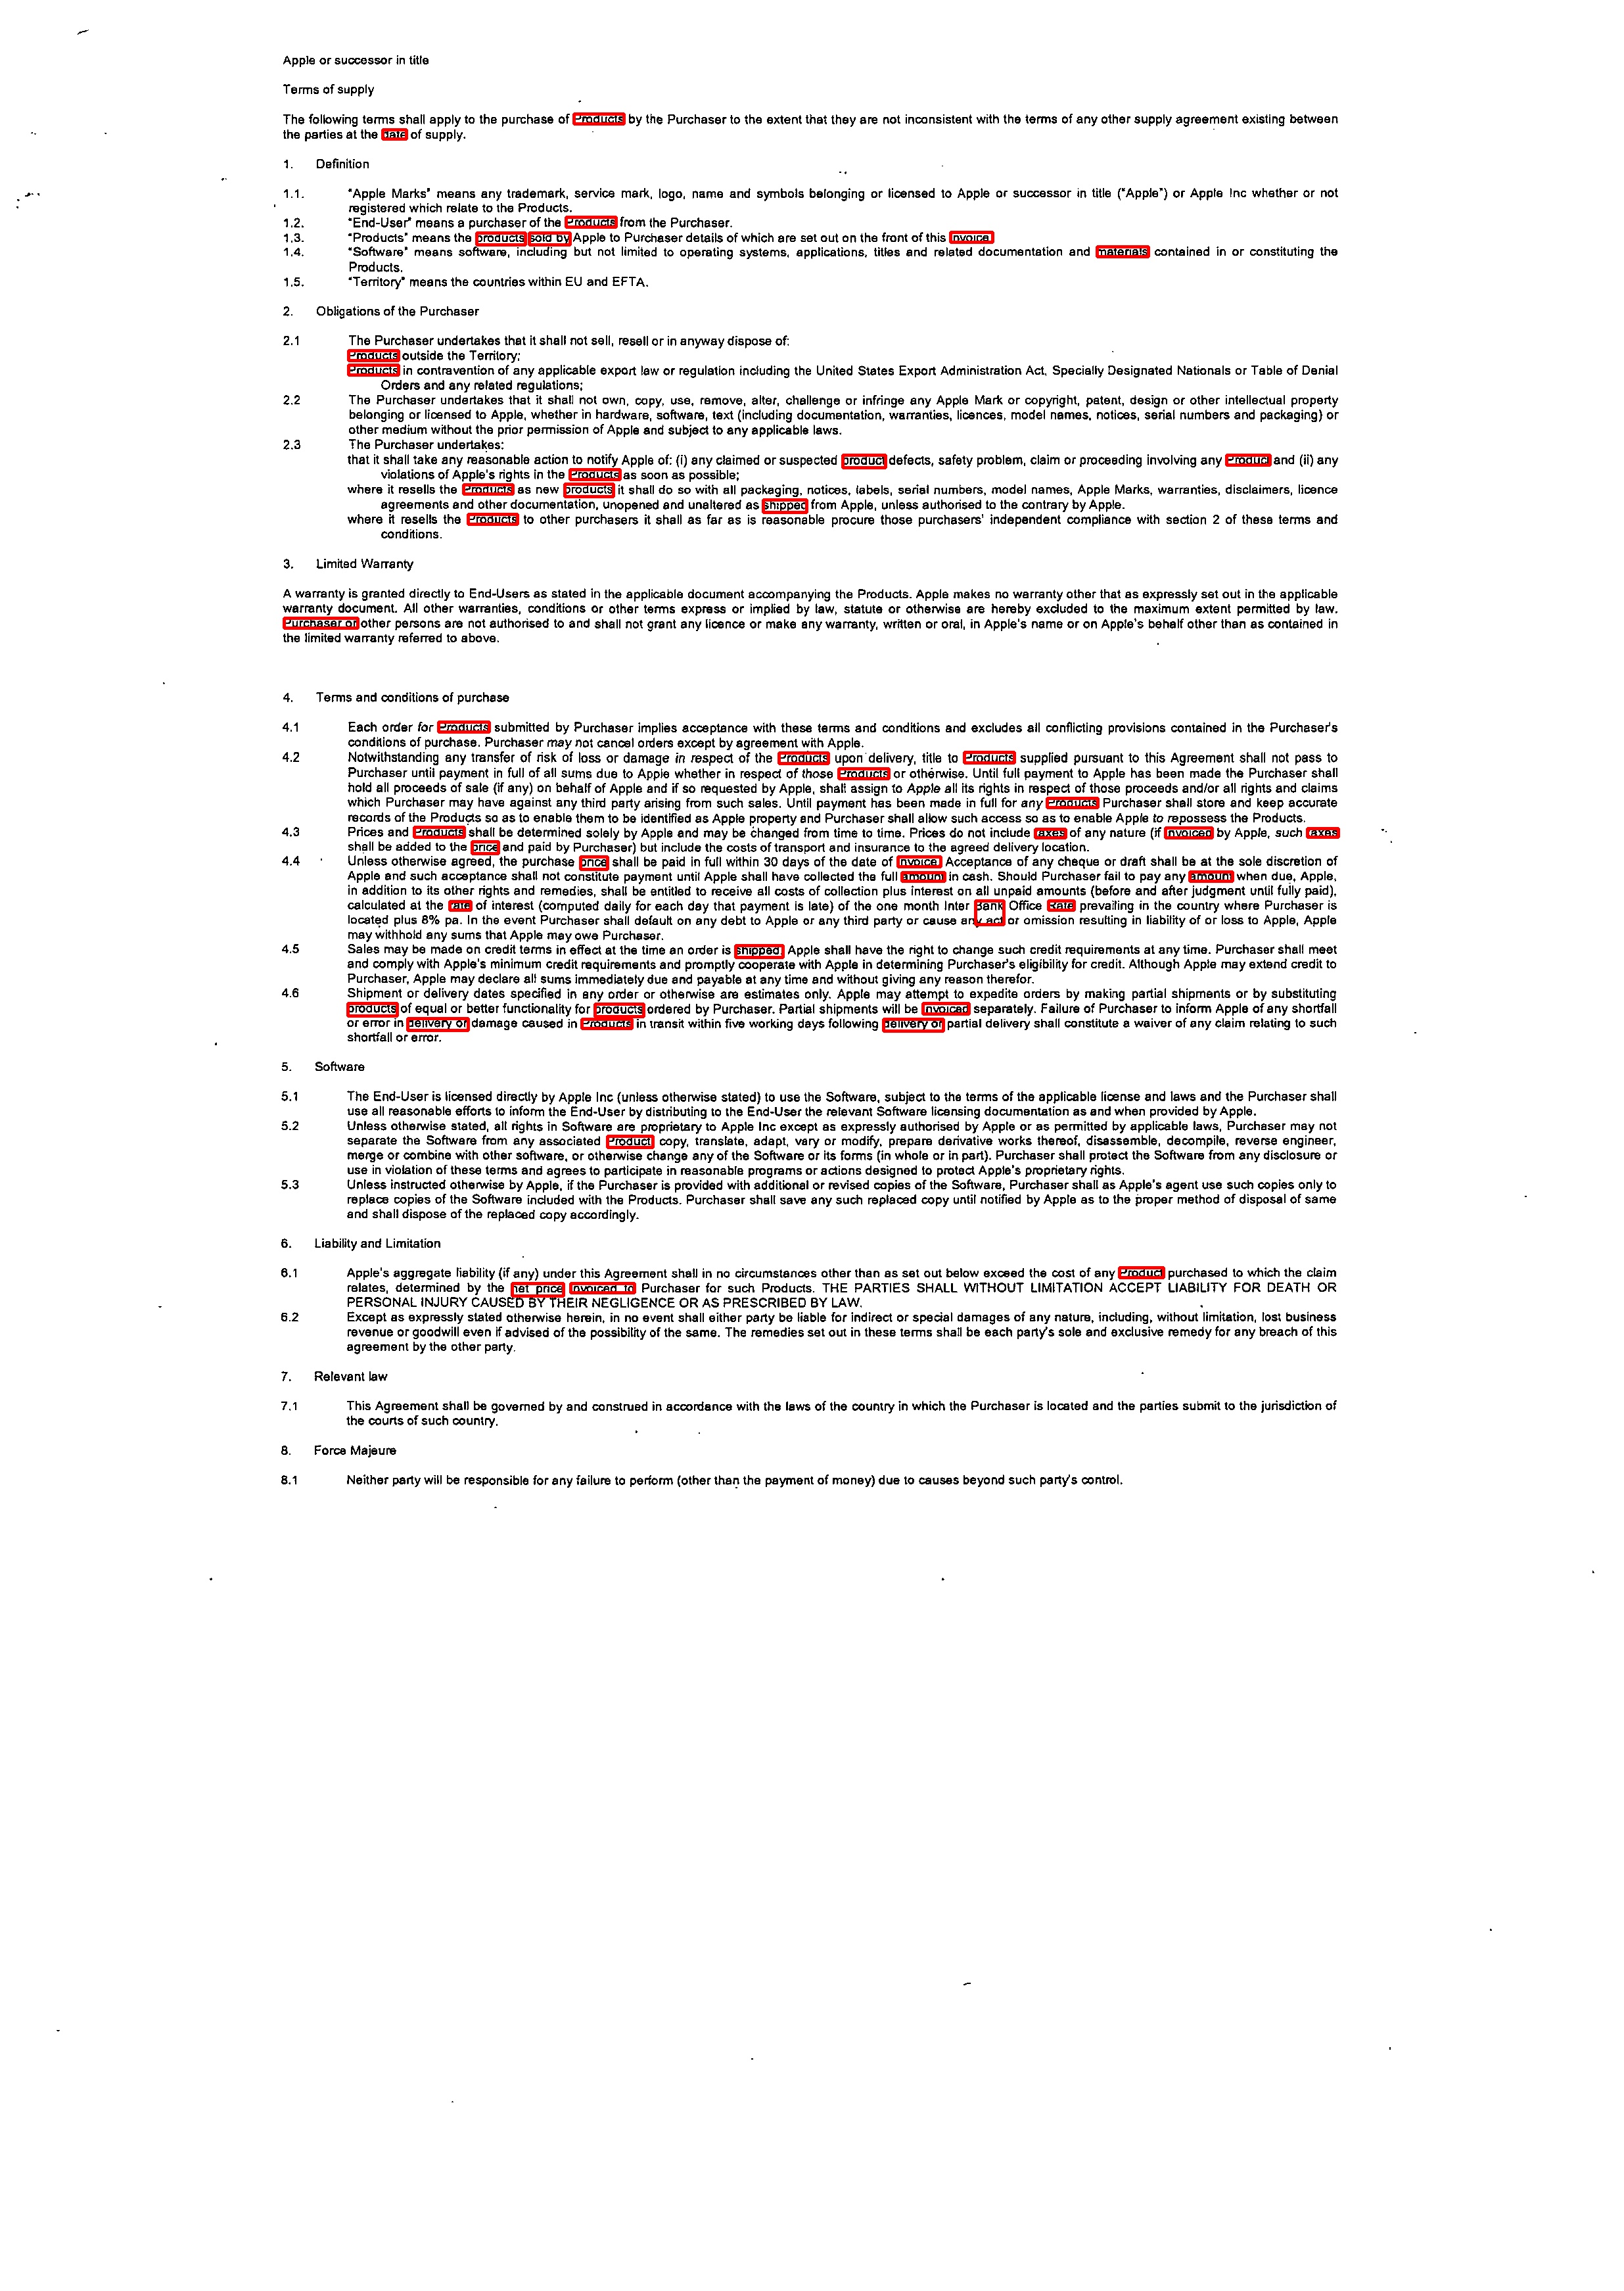 Apple or successor in title
Terms of supply
The following terms shall apply to the purchase of Products by the Purchaser to the extent that they are not inconsistent with the terms of any other supply agreement existing between
the parties at the date of supply.
1. Definition
1.1. "Apple Marks" means any trademark, service mark, logo, name and symbols belonging or licensed to Apple or successor in title ("Apple") or Apple Inc whether or not
registered which relate to the Products.
1.2. "End-User" means a purchaser of the Products from the Purchaser.
1.3. "Products" means the products sold by Apple to Purchaser details of which are set out on the front of this invoice.
1.4. "Software" means software, including but not limited to operating systems, applications, titles and related documentation and materials contained in or constituting the
Products.
1.5. "Territory" means the countries within EU and EFTA.
2. Obligations of the Purchaser
2.1 The Purchaser undertakes that it shall not sell, resell or in anyway dispose of:
Products outside the Territory;
Products in contravention of any applicable export law or regulation including the United States Export Administration Act, Specially Designated Nationals or Table of Denial
Orders and any related regulations;
2.2 The Purchaser undertakes that it shall not own, copy, use, remove, alter, challenge or infringe any Apple Mark or copyright, patent, design or other intellectual property
belonging or licensed to Apple, whether in hardware, software, text (including documentation, warranties, licences, model names, notices, serial numbers and packaging) or
other medium without the prior permission of Apple and subject to any applicable laws.
2.3 The Purchaser undertakes:
that it shall take any reasonable action to notify Apple of: (i) any claimed or suspected product defects, safety problem, claim or proceeding involving any Product and (ii) any
violations of Apple's rights in the Products as soon as possible;
where it resells the Products as new products it shall do so with all packaging, notices, labels, serial numbers, model names, Apple Marks, warranties, disclaimers, licence
agreements and other documentation, unopened and unaltered as shipped from Apple, unless authorised to the contrary by Apple.
where it resells the Products to other purchasers it shall as far as is reasonable procure those purchasers' independent compliance with section 2 of these terms and
conditions.
3. Limited Warranty
A warranty is granted directly to End-Users as stated in the applicable document accompanying the Products. Apple makes no warranty other that as expressly set out in the applicable
warranty document. All other warranties, conditions or other terms express or implied by law, statute or otherwise are hereby excluded to the maximum extent permitted by law.
Purchaser or other persons are not authorised to and shall not grant any licence or make any warranty, written or oral, in Apple's name or on Apple's behalf other than as contained in
the limited warranty referred to above.
4. Terms and conditions of purchase
4.1 Each order for Products submitted by Purchaser implies acceptance with these terms and conditions and excludes all conflicting provisions contained in the Purchaser's
conditions of purchase. Purchaser may not cancel orders except by agreement with Apple.
4.2 Notwithstanding any transfer of risk of loss or damage in respect of the Products upon delivery, title to Products supplied pursuant to this Agreement shall not pass to
Purchaser until payment in full of all sums due to Apple whether in respect of those Products or otherwise. Until full payment to Apple has been made the Purchaser shall
hold all proceeds of sale (if any) on behalf of Apple and if so requested by Apple, shall assign to Apple all its rights in respect of those proceeds and/or all rights and claims
which Purchaser may have against any third party arising from such sales. Until payment has been made in full for any Products Purchaser shall store and keep accurate
records of the Products so as to enable them to be identified as Apple property and Purchaser shall allow such access so as to enable Apple to repossess the Products.
4.3 Prices and Products shall be determined solely by Apple and may be changed from time to time. Prices do not include taxes of any nature (if invoiced by Apple, such taxes
shall be added to the price and paid by Purchaser) but include the costs of transport and insurance to the agreed delivery location.
4.4 Unless otherwise agreed, the purchase price shall be paid in full within 30 days of the date of invoice. Acceptance of any cheque or draft shall be at the sole discretion of
Apple and such acceptance shall not constitute payment until Apple shall have collected the full amount in cash. Should Purchaser fail to pay any amount when due, Apple,
in addition to its other rights and remedies, shall be entitled to receive all costs of collection plus interest on all unpaid amounts (before and after judgment until fully paid),
calculated at the rate of interest (computed daily for each day that payment is late) of the one month Inter Bank Office Rate prevailing in the country where Purchaser is
located plus 8% pa. In the event Purchaser shall default on any debt to Apple or any third party or cause any act or omission resulting in liability of or loss to Apple, Apple
may withhold any sums that Apple may owe Purchaser.
4.5 Sales may be made on credit terms in effect at the time an order is shipped. Apple shall have the right to change such credit requirements at any time. Purchaser shall meet
and comply with Apple's minimum credit requirements and promptly cooperate with Apple in determining Purchaser's eligibility for credit. Although Apple may extend credit to
Purchaser, Apple may declare all sums immediately due and payable at any time and without giving any reason therefor.
4.6 Shipment or delivery dates specified in any order or otherwise are estimates only. Apple may attempt to expedite orders by making partial shipments or by substituting
products of equal or better functionality for products ordered by Purchaser. Partial shipments will be invoiced separately. Failure of Purchaser to inform Apple of any shortfall
or error in delivery or damage caused in Products in transit within five working days following delivery or partial delivery shall constitute a waiver of any claim relating to such
shortfall or error.
5. Software
5.1 The End-User is licensed directly by Apple Inc (unless otherwise stated) to use the Software, subject to the terms of the applicable license and laws and the Purchaser shall
use all reasonable efforts to inform the End-User by distributing to the End-User the relevant Software licensing documentation as and when provided by Apple.
5.2 Unless otherwise stated, all rights in Software are proprietary to Apple Inc except as expressly authorised by Apple or as permitted by applicable laws, Purchaser may not
separate the Software from any associated Product copy, translate, adapt, vary or modify, prepare derivative works thereof, disassemble, decompile, reverse engineer,
merge or combine with other software, or otherwise change any of the Software or its forms (in whole or in part). Purchaser shall protect the Software from any disclosure or
use in violation of these terms and agrees to participate in reasonable programs or actions designed to protect Apple's proprietary rights.
5.3 Unless instructed otherwise by Apple, if the Purchaser is provided with additional or revised copies of the Software, Purchaser shall as Apple's agent use such copies only to
replace copies of the Software included with the Products. Purchaser shall save any such replaced copy until notified by Apple as to the proper method of disposal of same
and shall dispose of the replaced copy accordingly.
6. Liability and Limitation
6.1 Apple's aggregate liability (if any) under this Agreement shall in no circumstances other than as set out below exceed the cost of any Product purchased to which the claim
relates, determined by the net price invoiced to Purchaser for such Products. THE PARTIES SHALL WITHOUT LIMITATION ACCEPT LIABILITY FOR DEATH OR
PERSONAL INJURY CAUSED BY THEIR NEGLIGENCE OR AS PRESCRIBED BY LAW.
6.2 Except as expressly stated otherwise herein, in no event shall either party be liable for indirect or special damages of any nature, including, without limitation, lost business
revenue or goodwill even if advised of the possibility of the same. The remedies set out in these terms shall be each party's sole and exclusive remedy for any breach of this
agreement by the other party.
7. Relevant law
7.1 This Agreement shall be governed by and construed in accordance with the laws of the country in which the Purchaser is located and the parties submit to the jurisdiction of
the courts of such country.
8. Force Majeure
8.1 Neither party will be responsible for any failure to perform (other than the payment of money) due to causes beyond such party's control.